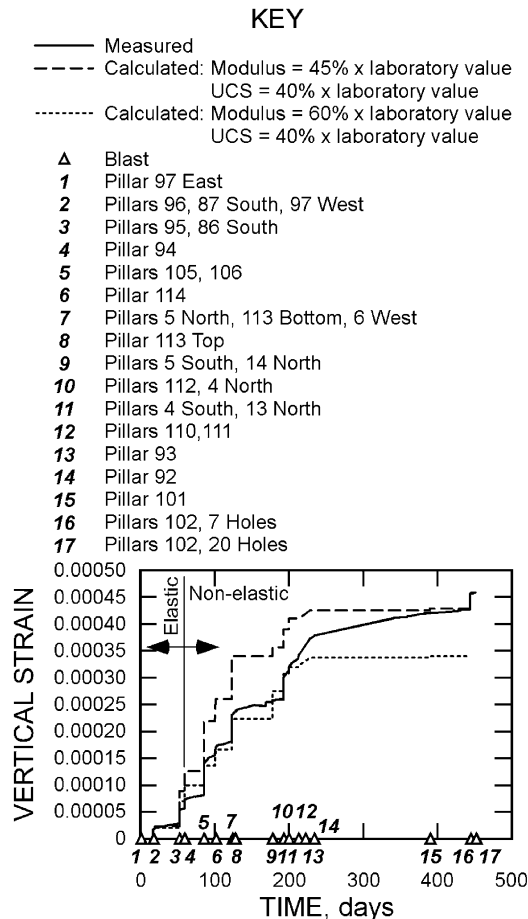 KEY
Measured
Calculated: Modulus = 45% x laboratory value
UCS = 40% x laboratory value
Calculated: Modulus = 60% x laboratory value
UCS = 40% x laboratory value
Blast
1 Pillar 97 East
2 Pillars 96, 87 South, 97 West
3 Pillars 95, 86 South
4 Pillar 94
5 Pillars 105, 106
6 Pillar 114
7 Pillars 5 North, 113 Bottom, 6 West
8 Pillar 113 Top
9 Pillars 5 South, 14 North
10 Pillars 112, 4 North
11 Pillars 4 South, 13 North
12 Pillars 110,111
13 Pillar 93
14 Pillar 92
15 Pillar 101
16 Pillars 102, 7 Holes
17 Pillars 102, 20 Holes
VERTICAL STRAIN
0.00050
0.00045
0.00040
0.00035
0.00030
0.00025
0.00020
0.00015
0.00010
0.00005
0
Elastic
Non-elastic
5 7 10 12 14
1 2 3 4 6 8 9 11 13 15 16 17
0 100 200 300 400 500
TIME, days